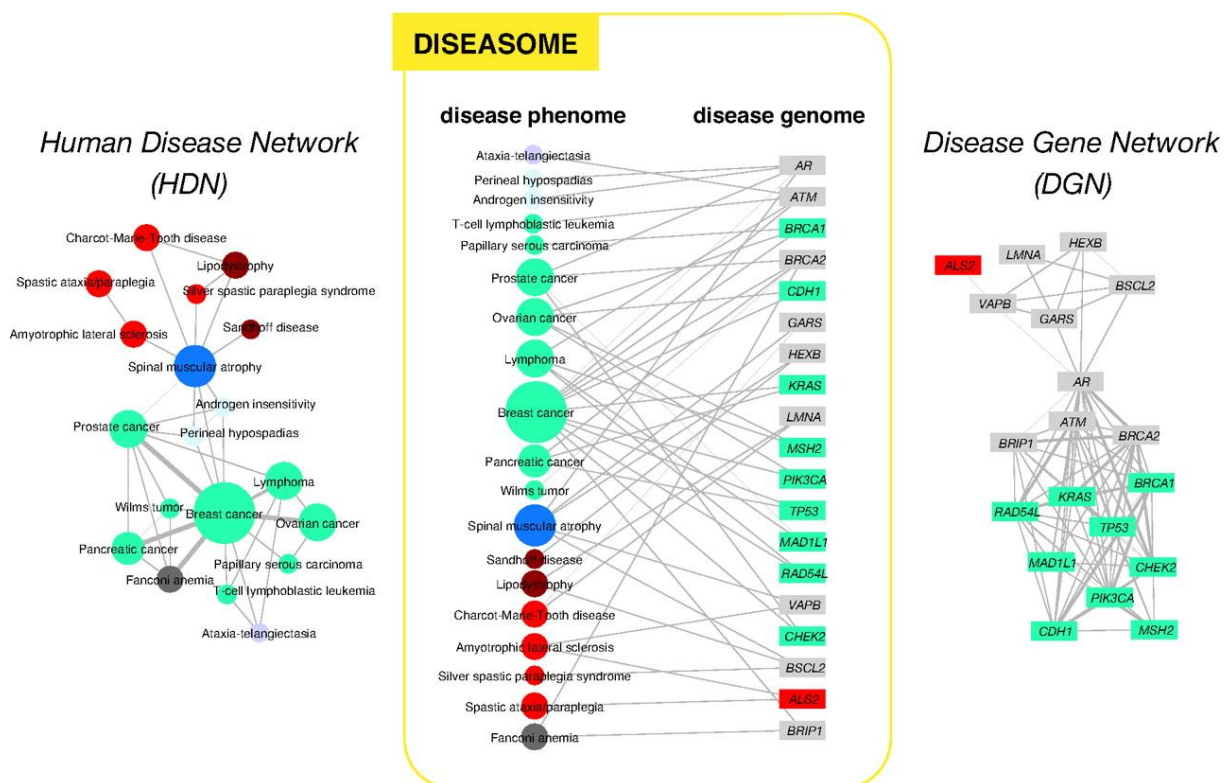 DISEASOME
Human Disease Network
(HDN)
Charcot-Marie-Tooth disease
Lipodystrophy
Spastic ataxia/paraplegia
Silver spastic paraplegia syndrome
Amyotrophic lateral sclerosis
Sandhoff disease
Spinal muscular atrophy
Androgen insensitivity
Prostate cancer
Perineal hypospadias
Lymphoma
Wilms tumor
Breast cancer
Ovarian cancer
Pancreatic cancer
Papillary serous carcinoma
Fanconi anemia
T-cell lymphoblastic leukemia
Ataxia-telangiectasia
disease phenome
Ataxia-telangiectasia
Perineal hypospadias
Androgen insensitivity
T-cell lymphoblastic leukemia
Papillary serous carcinoma
Prostate cancer
Ovarian cancer
Lymphoma
Breast cancer
Pancreatic cancer
Wilms tumor
Spinal muscular atrophy
Sandhoff disease
Lipodystrophy
Charcot-Marie-Tooth disease
Amyotrophic lateral sclerosis
Silver spastic paraplegia syndrome
Spastic ataxia/paraplegia
Fanconi anemia
disease genome
AR
ATM
BRCA1
BRCA2
CDH1
GARS
HEXB
KRAS
LMNA
MSH2
PIK3CA
TP53
MAD1L1
RAD54L
VAPB
CHEK2
BSCL2
ALS2
BRIP1
Disease Gene Network
(DGN)
HEXB
LMNA
ALS2
BSCL2
VAPB
GARS
AR
ATM
BRIP1
BRCA2
BRCA1
KRAS
RAD54L
TP53
MAD1L1
CHEK2
PIK3CA
CDH1
MSH2